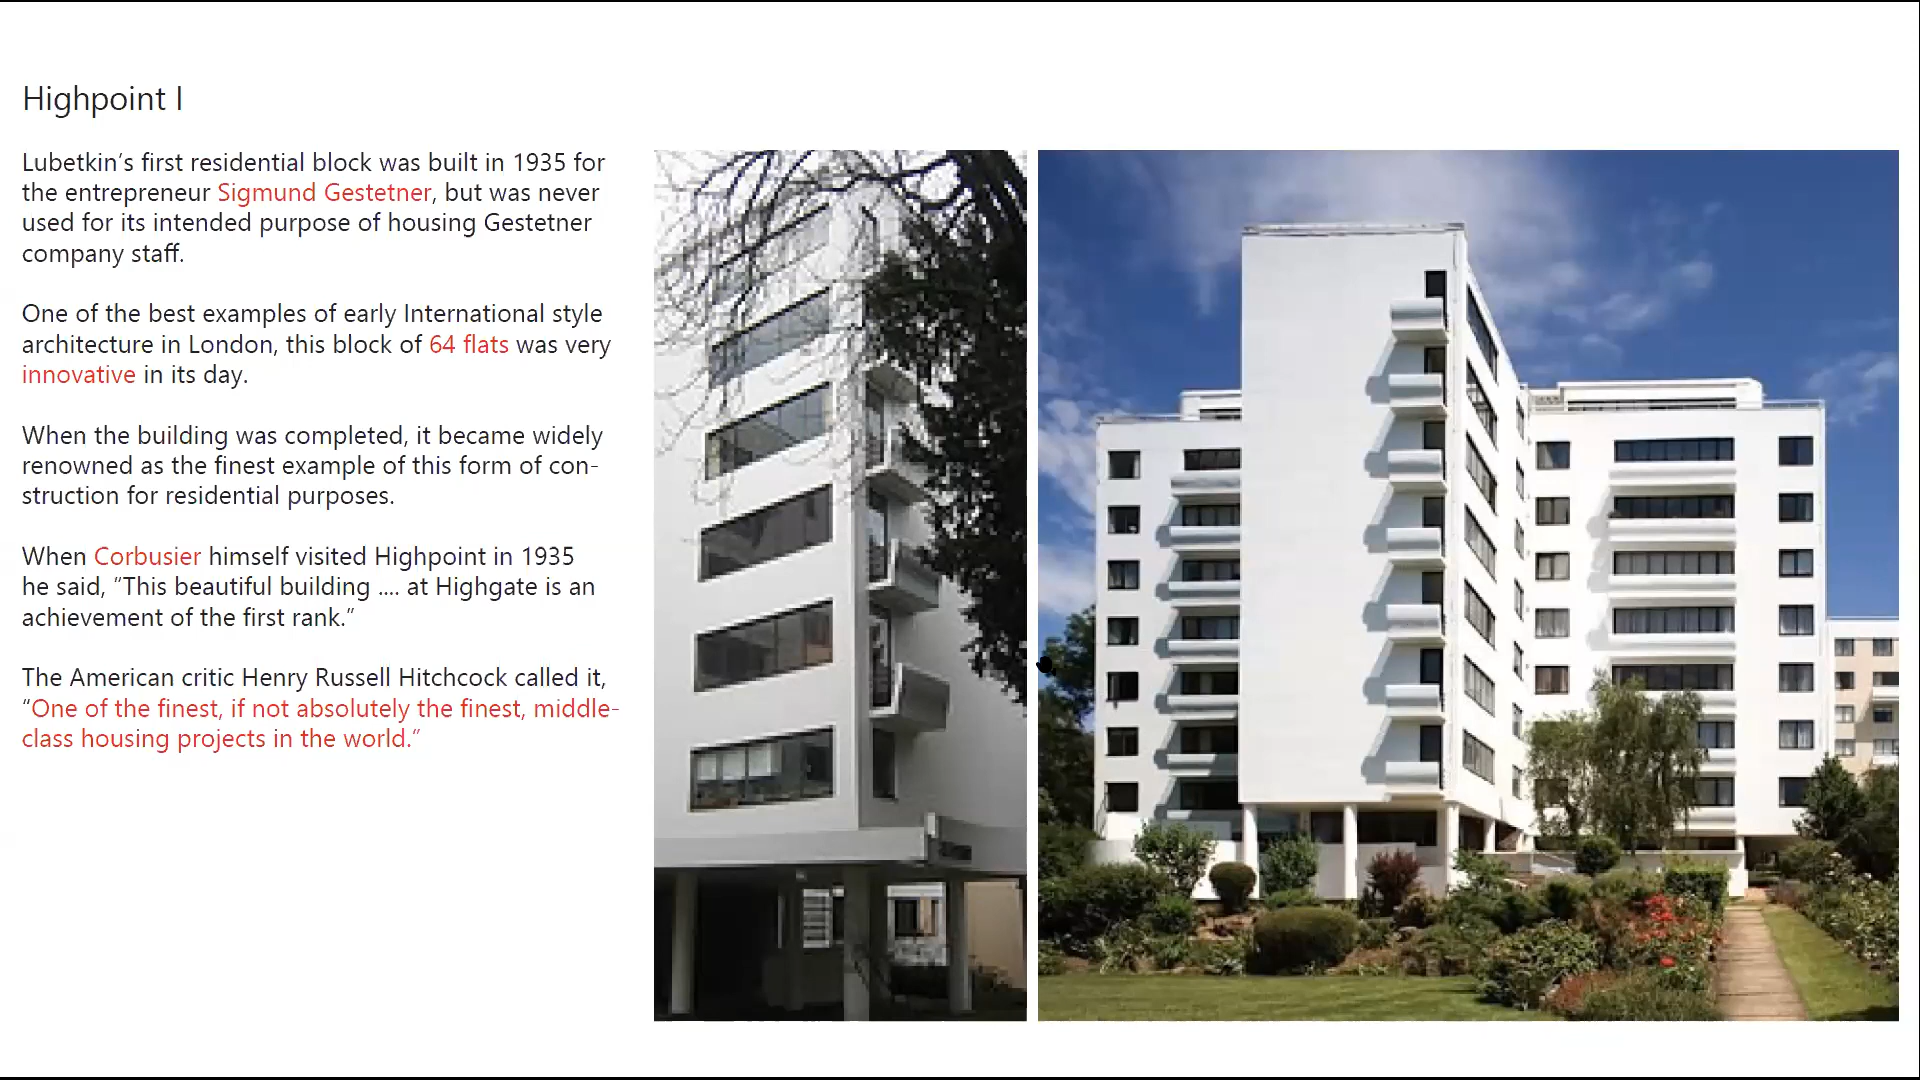 Highpoint I
Lubetkin’s first residential block was built in 1935 for
the entrepreneur Sigmund Gestetner, but was never
used for its intended purpose of housing Gestetner
company staff.
One of the best examples of early International style
architecture in London, this block of 64 flats was very
innovative in its day.
When the building was completed, it became widely
renowned as the finest example of this form of con-
struction for residential purposes.
When Corbusier himself visited Highpoint in 1935
he said, “This beautiful building .... at Highgate is an
achievement of the first rank.”
The American critic Henry Russell Hitchcock called it,
“One of the finest, if not absolutely the finest, middle-
class housing projects in the world.”